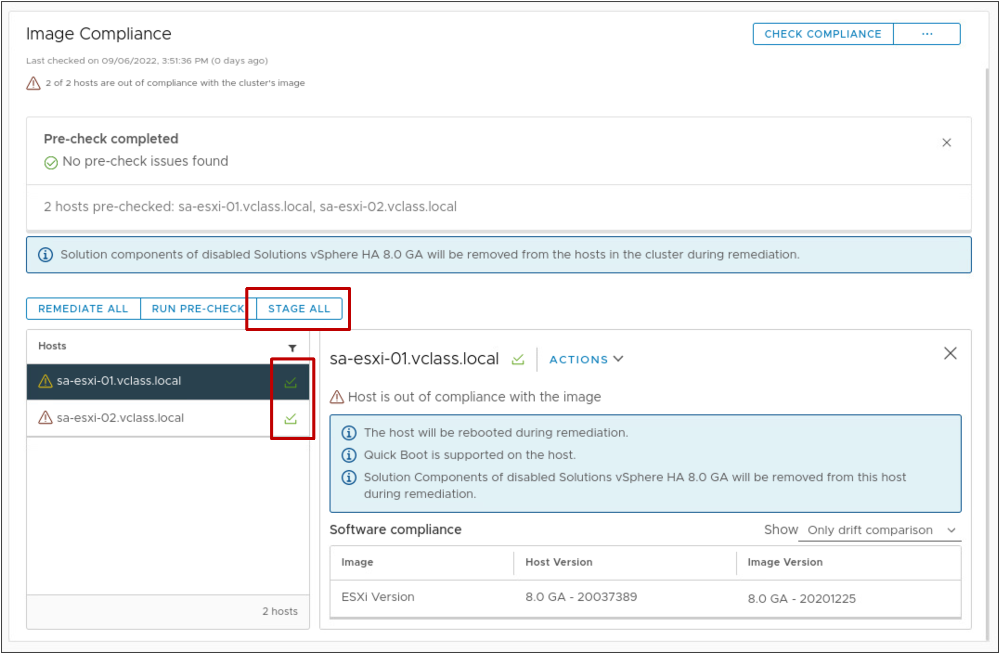 Image Compliance
CHECK COMPLIANCE
...
Last checked on 09/06/2022, 3:51:36 PM (0 days ago)
2 of 2 hosts are out of compliance with the cluster's image
Pre-check completed
No pre-check issues found
2 hosts pre-checked: sa-esxi-01.vclass.local, sa-esxi-02.vclass.local
Solution components of disabled Solutions vSphere HA 8.0 GA will be removed from the hosts in the cluster during remediation.
REMEDIATE ALL
RUN PRE-CHECK
STAGE ALL
Hosts
sa-esxi-01.vclass.local
sa-esxi-02.vclass.local
2 hosts
sa-esxi-01.vclass.local
ACTIONS
Host is out of compliance with the image
The host will be rebooted during remediation.
Quick Boot is supported on the host.
Solution Components of disabled Solutions vSphere HA 8.0 GA will be removed from this host
during remediation.
Software compliance
Show Only drift comparison
Image
Host Version
Image Version
ESXi Version
8.0 GA - 20037389
8.0 GA - 20201225